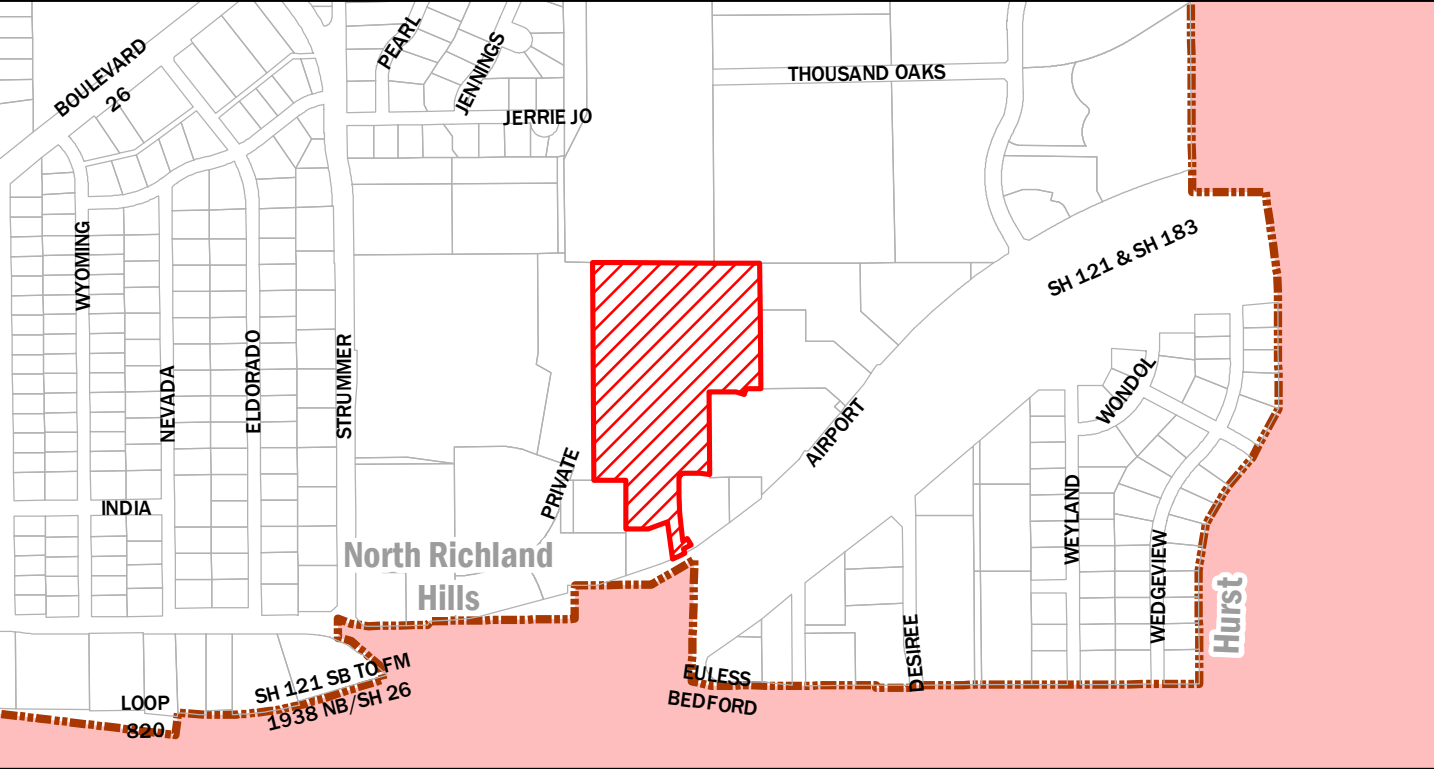 PEARL
JENNINGS
BOULEVARD
26
THOUSAND OAKS
JERRIE JO
WYOMING
SH 121 & SH 183
NEVADA
ELDORADO
STRUMMER
WONDOL
AIRPORT
PRIVATE
INDIA
WEYLAND
WEDGEVIEW
North Richland
Hills
Hurst
DESIREE
EULESS
BEDFORD
SH 121 SB TO FM
1938 NB/SH 26
LOOP
820